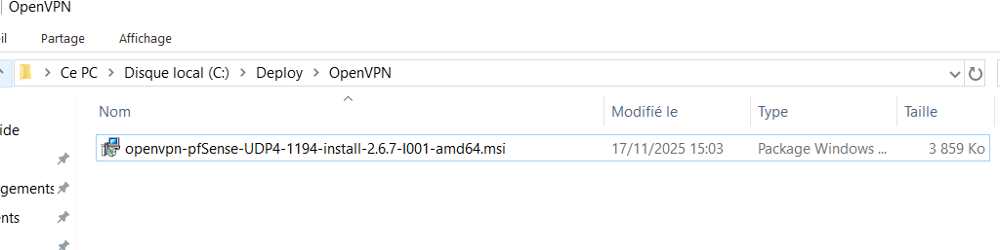 OpenVPN
il Partage Affichage
Ce PC > Disque local (C:) > Deploy > OpenVPN
Nom Modifié le Type Taille
ide
openvpn-pfSense-UDP4-1194-install-2.6.7-I001-amd64.msi 17/11/2025 15:03 Package Windows ... 3 859 Ko
gements
nts